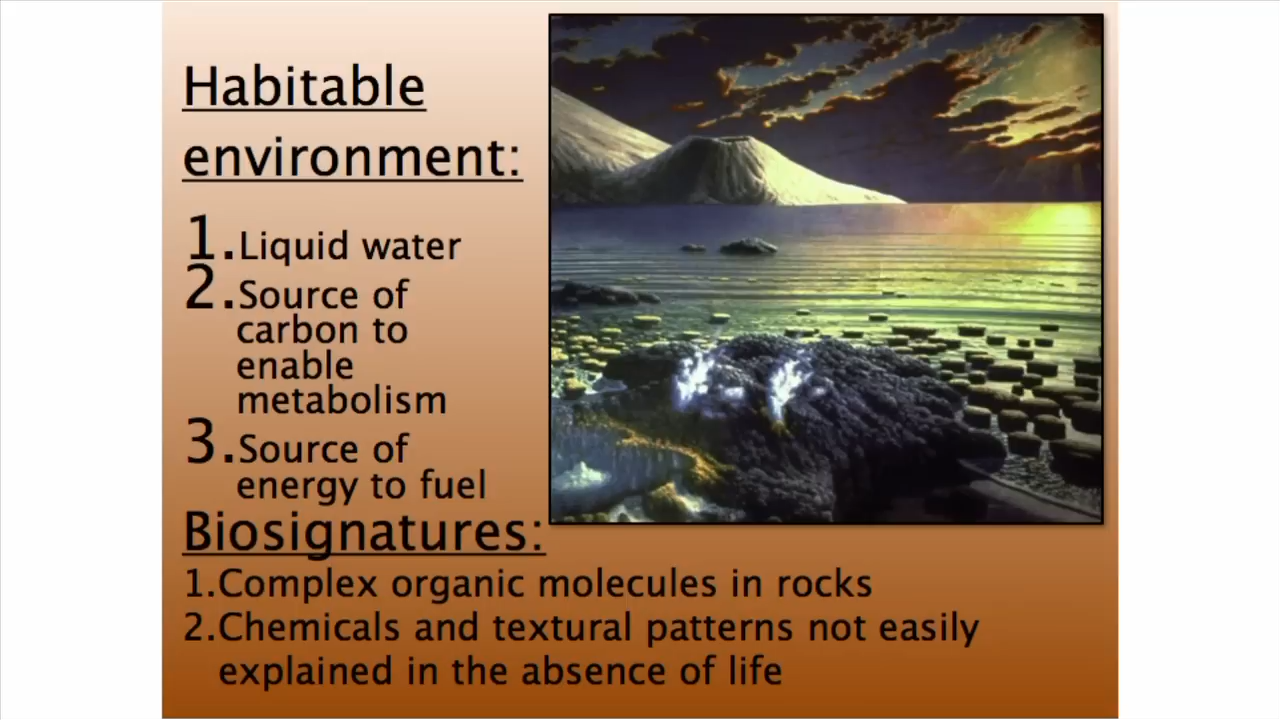 Habitable
environment:
1.Liquid water
2.Source of
carbon to
enable
metabolism
3.Source of
energy to fuel
Biosignatures:
1.Complex organic molecules in rocks
2.Chemicals and textural patterns not easily
explained in the absence of life